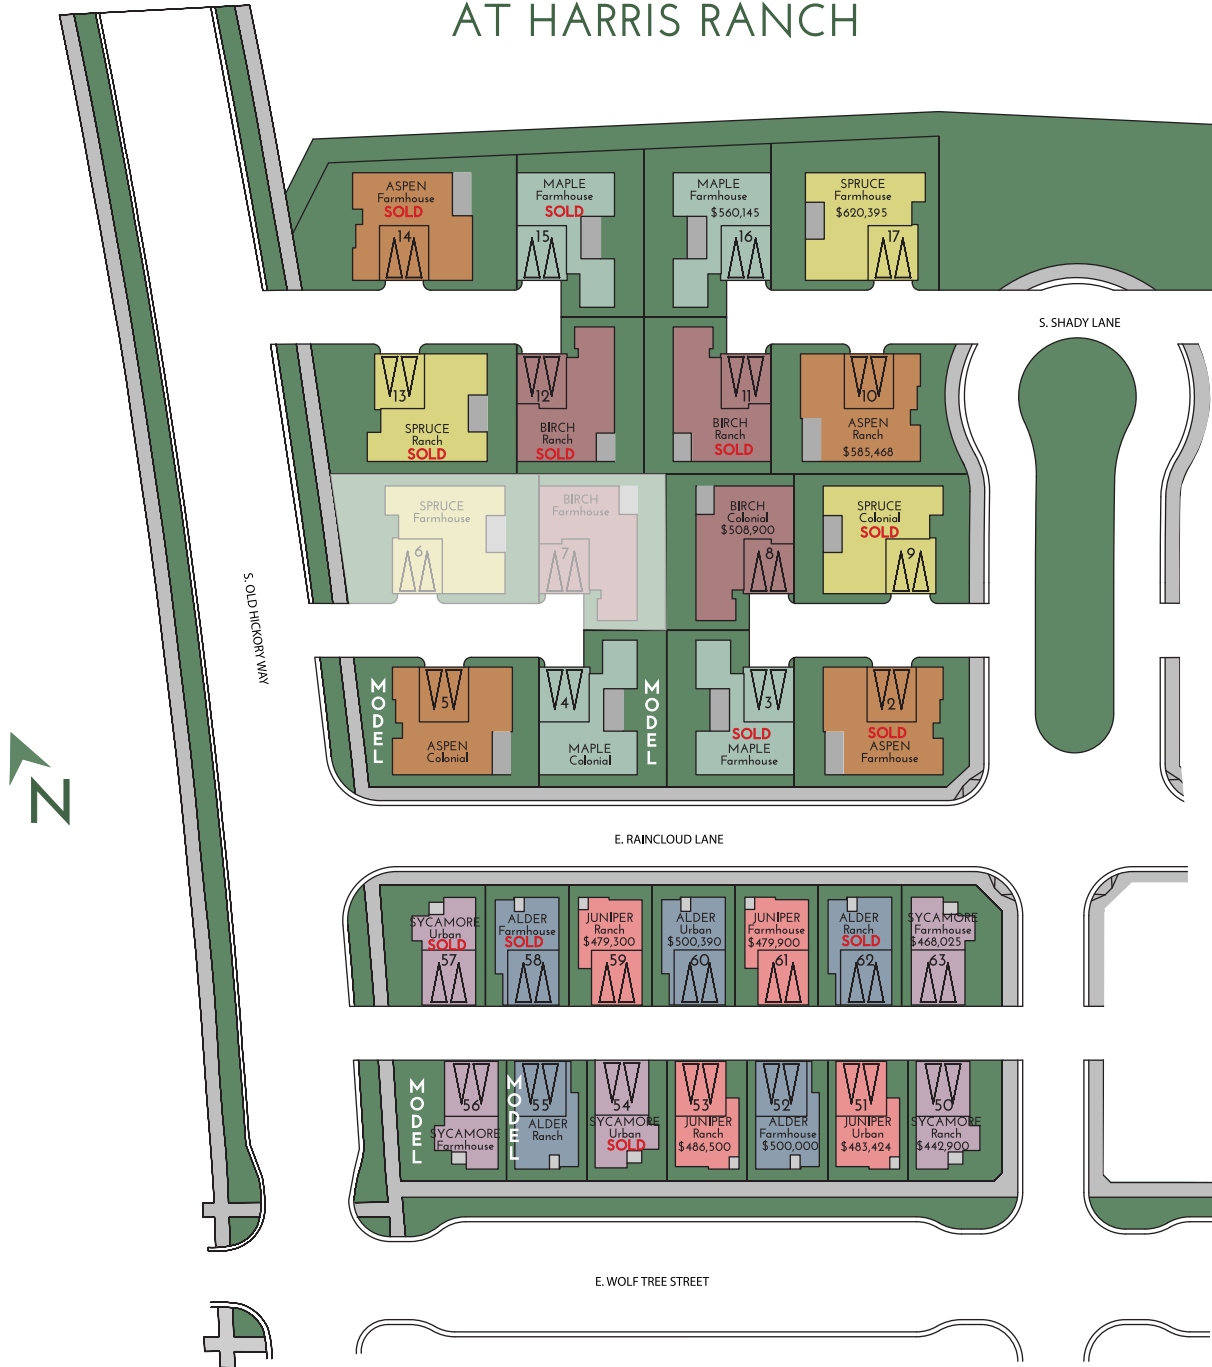 AT HARRIS RANCH
ASPEN
Farmhouse
SOLD
14
MAPLE
Farmhouse
SOLD
15
MAPLE
Farmhouse
$560,145
16
SPRUCE
Farmhouse
$620,395
17
S. SHADY LANE
13
SPRUCE
Ranch
SOLD
12
BIRCH
Ranch
SOLD
11
BIRCH
Ranch
SOLD
10
ASPEN
Ranch
$585,468
SPRUCE
Farmhouse
6
BIRCH
Farmhouse
7
BIRCH
Colonial
$508,900
8
SPRUCE
Colonial
SOLD
9
S. OLD HICKORY WAY
MODEL
5
ASPEN
Colonial
4
MAPLE
Colonial
MODEL
3
SOLD
MAPLE
Farmhouse
2
SOLD
ASPEN
Farmhouse
N
E. RAINCLOUD LANE
SYCAMORE
Urban
SOLD
57
ALDER
Farmhouse
SOLD
58
JUNIPER
Ranch
$479,300
59
ALDER
Urban
$500,390
60
JUNIPER
Farmhouse
$479,900
61
ALDER
Ranch
SOLD
62
SYCAMORE
Farmhouse
$468,025
63
MODEL
56
SYCAMORE
Farmhouse
MODEL
55
ALDER
Ranch
54
SYCAMORE
Urban
SOLD
53
JUNIPER
Ranch
$486,500
52
ALDER
Farmhouse
$500,000
51
JUNIPER
Urban
$483,424
50
SYCAMORE
Ranch
$442,900
E. WOLF TREE STREET